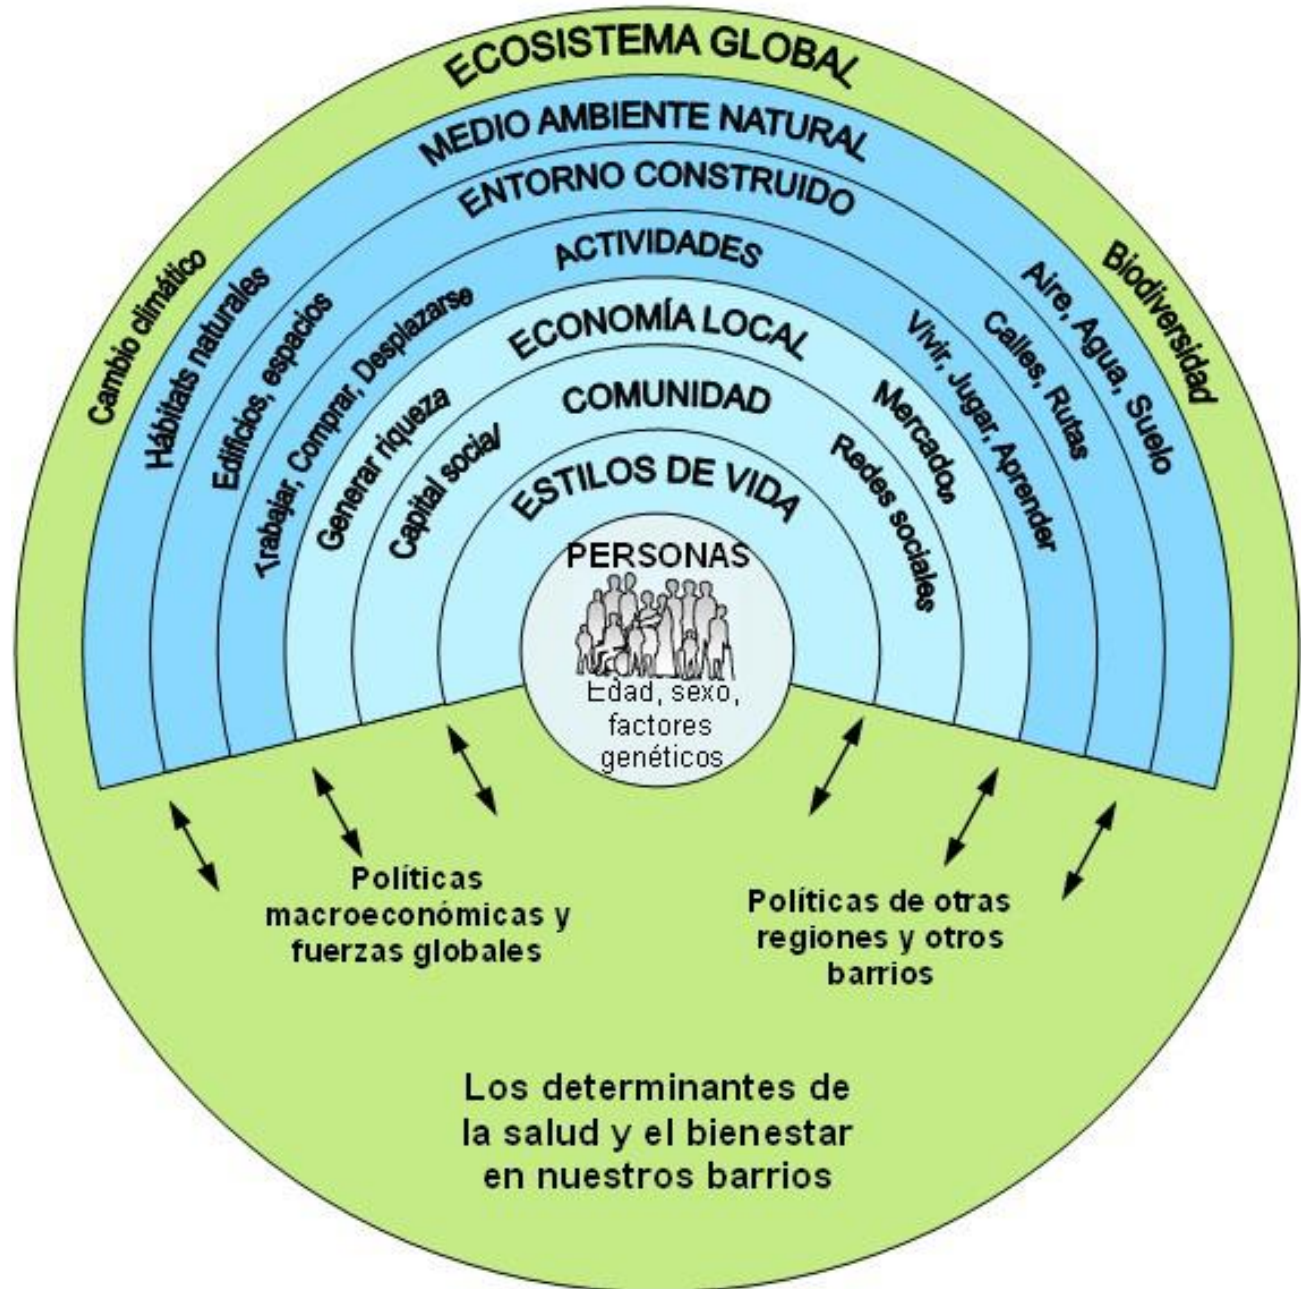 ECOSISTEMA GLOBAL
Cambio climático
Biodiversidad
MEDIO AMBIENTE NATURAL
Hábitats naturales
Aire, Agua, Suelo
ENTORNO CONSTRUIDO
Edificios, espacios
Calles, Rutas
ACTIVIDADES
Trabajar, Comprar, Desplazarse
Vivir, Jugar, Aprender
ECONOMÍA LOCAL
Generar riqueza
Mercados
COMUNIDAD
Capital social
Redes sociales
ESTILOS DE VIDA
PERSONAS
Edad, sexo,
factores
genéticos
Políticas
macroeconómicas y
fuerzas globales
Políticas de otras
regiones y otros
barrios
Los determinantes de
la salud y el bienestar
en nuestros barrios